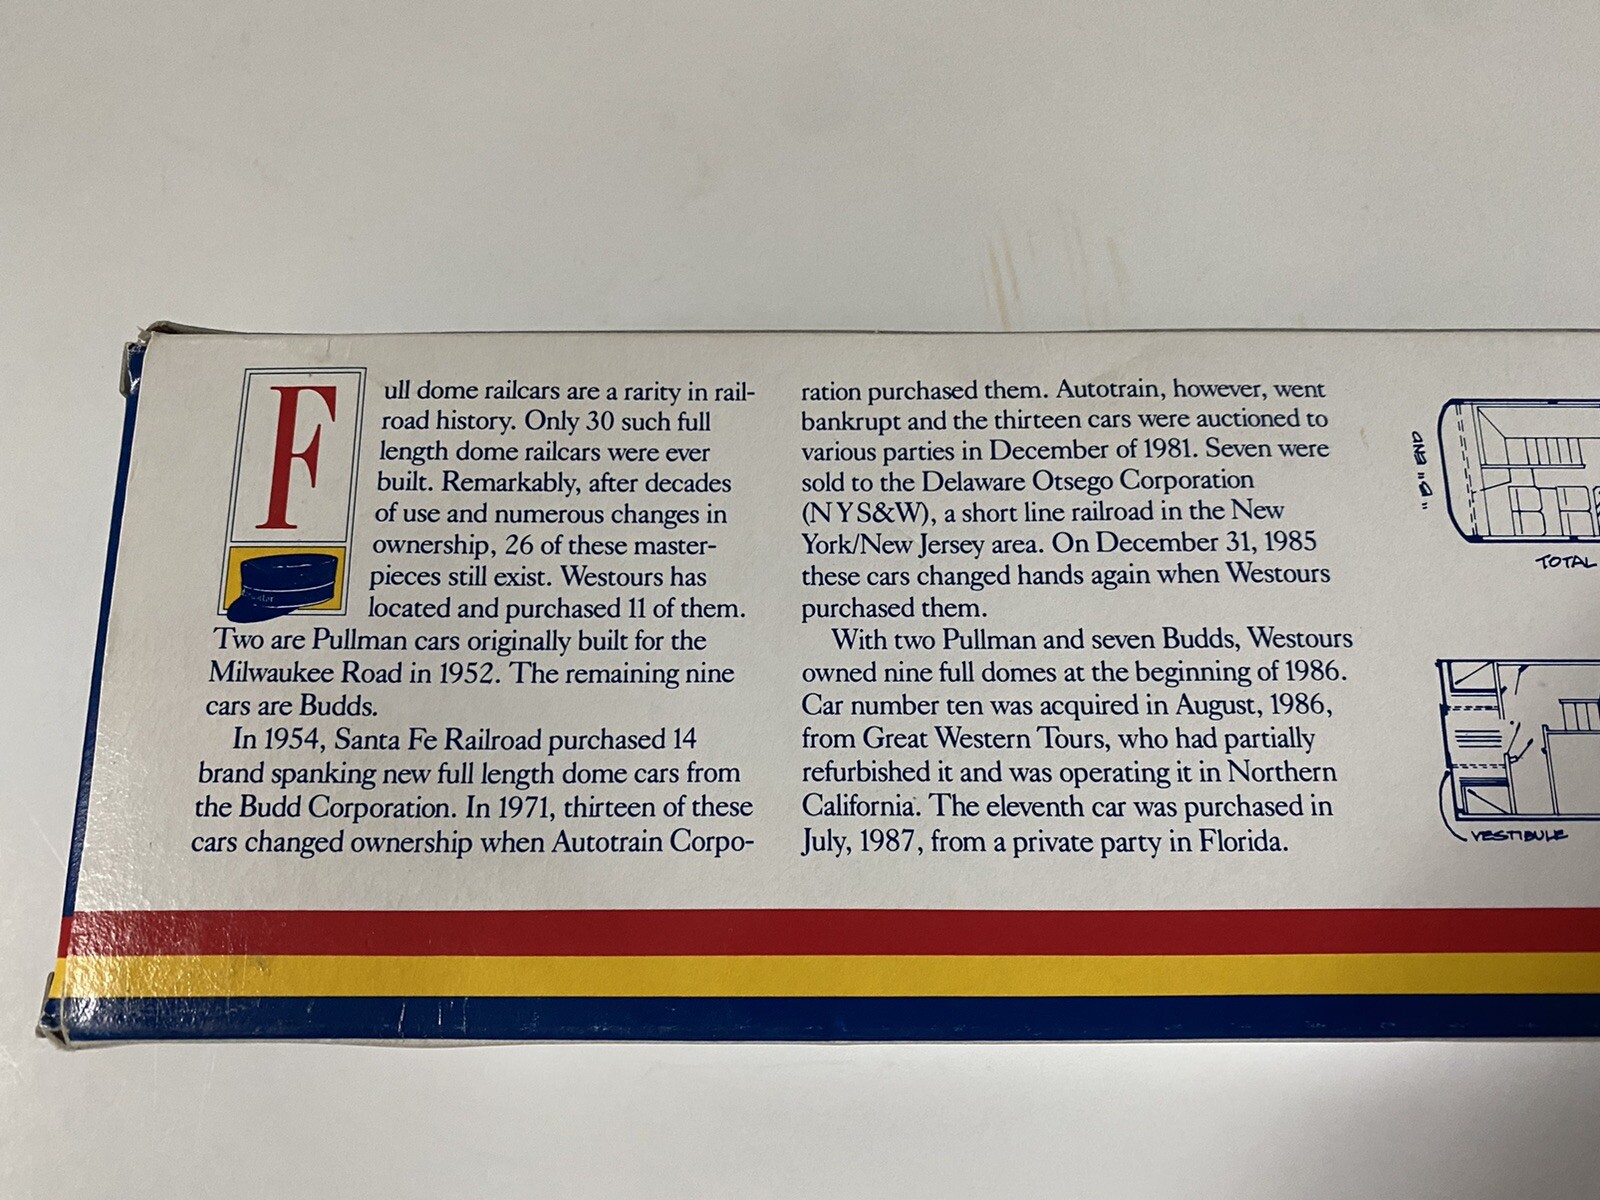 Full dome railcars are a rarity in rail-
road history. Only 30 such full
length dome railcars were ever
built. Remarkably, after decades
of use and numerous changes in
ownership, 26 of these master-
pieces still exist. Westours has
located and purchased 11 of them.
Two are Pullman cars originally built for the
Milwaukee Road in 1952. The remaining nine
cars are Budds.
In 1954, Santa Fe Railroad purchased 14
brand spanking new full length dome cars from
the Budd Corporation. In 1971, thirteen of these
cars changed ownership when Autotrain Corpo-
ration purchased them. Autotrain, however, went
bankrupt and the thirteen cars were auctioned to
various parties in December of 1981. Seven were
sold to the Delaware Otsego Corporation
(NYS&W), a short line railroad in the New
York/New Jersey area. On December 31, 1985
these cars changed hands again when Westours
purchased them.
With two Pullman and seven Budds, Westours
owned nine full domes at the beginning of 1986.
Car number ten was acquired in August, 1986,
from Great Western Tours, who had partially
refurbished it and was operating it in Northern
California. The eleventh car was purchased in
July, 1987, from a private party in Florida.
"B" END
TOTAL
VESTIBULE